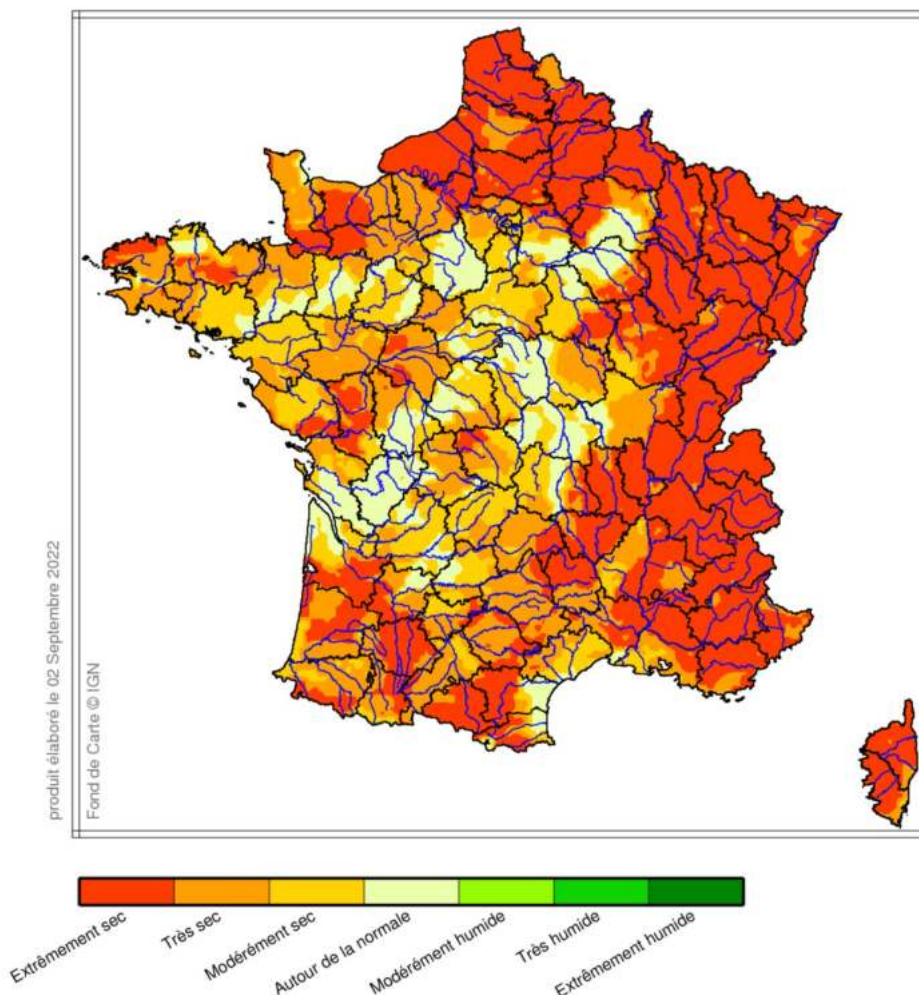 produit élaboré le 02 Septembre 2022
Fond de Carte © IGN
Extrêmement sec
Très sec
Modérément sec
Autour de la normale
Modérément humide
Très humide
Extrêmement humide